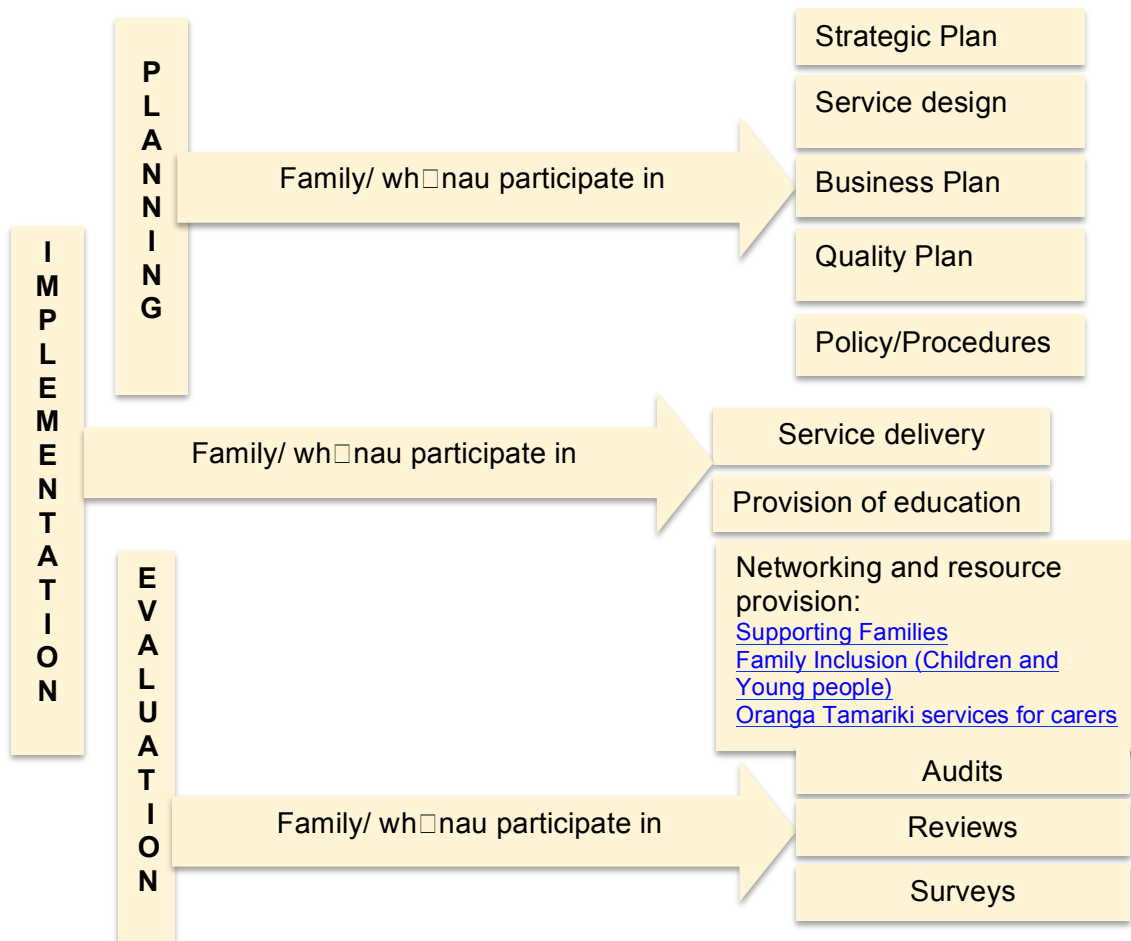 PLANNING
Family/ wh□nau participate in
Strategic Plan
Service design
Business Plan
Quality Plan
Policy/Procedures
IMPLEMENTATION
Family/ wh□nau participate in
Service delivery
Provision of education
Networking and resource
provision:
Supporting Families
Family Inclusion (Children and
Young people)
Oranga Tamariki services for carers
EVALUATION
Family/ wh□nau participate in
Audits
Reviews
Surveys